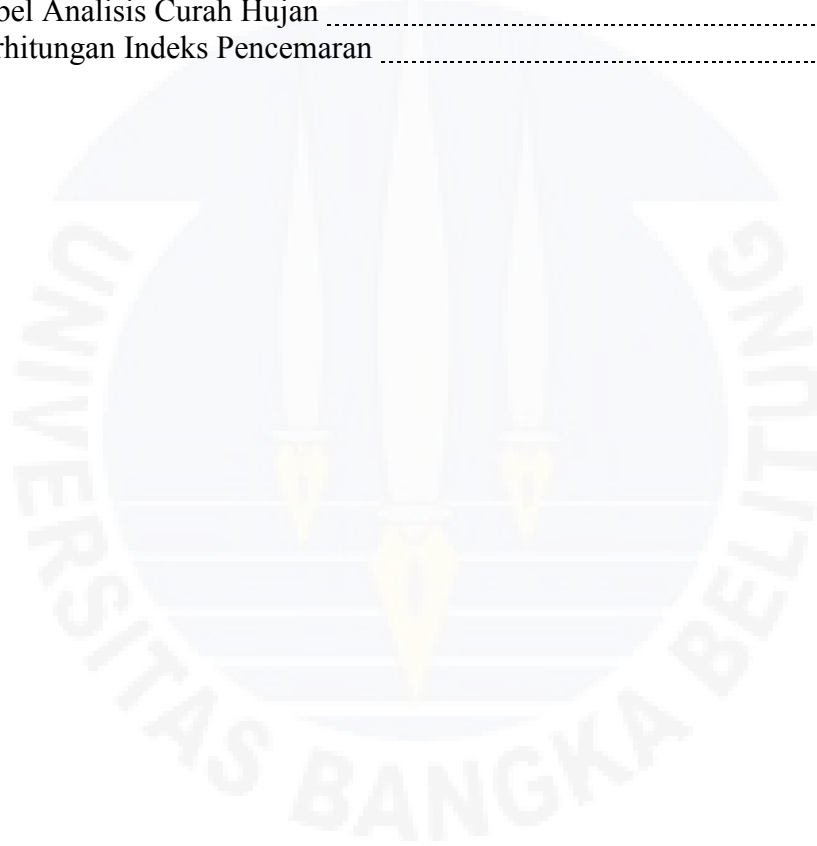 bel Analisis Curah Hujan
rhitungan Indeks Pencemaran
UNIVERSITAS BANGKA BELITUNG